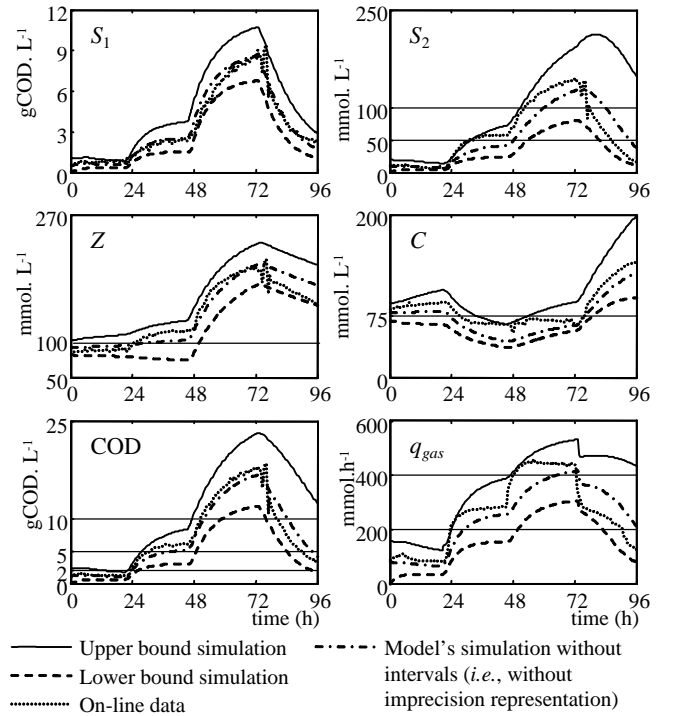 12
9
6
3
0
gCOD. L-1
S1
0 24 48 72 96
250
100
50
0
mmol. L-1
S2
0 24 48 72 96
270
100
50
mmol. L-1
Z
0 24 48 72 96
200
75
0
mmol. L-1
C
0 24 48 72 96
25
10
5
2
0
gCOD. L-1
COD
0 24 48 72 96
time (h)
600
400
200
0
mmol.h-1
qgas
0 24 48 72 96
time (h)
Upper bound simulation
Lower bound simulation
On-line data
Model's simulation without
intervals (i.e., without
imprecision representation)